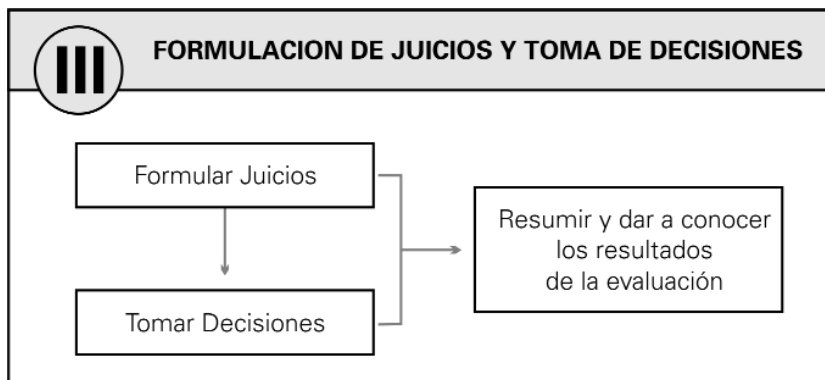 III
FORMULACION DE JUICIOS Y TOMA DE DECISIONES
Formular Juicios
Resumir y dar a conocer
los resultados
de la evaluación
Tomar Decisiones